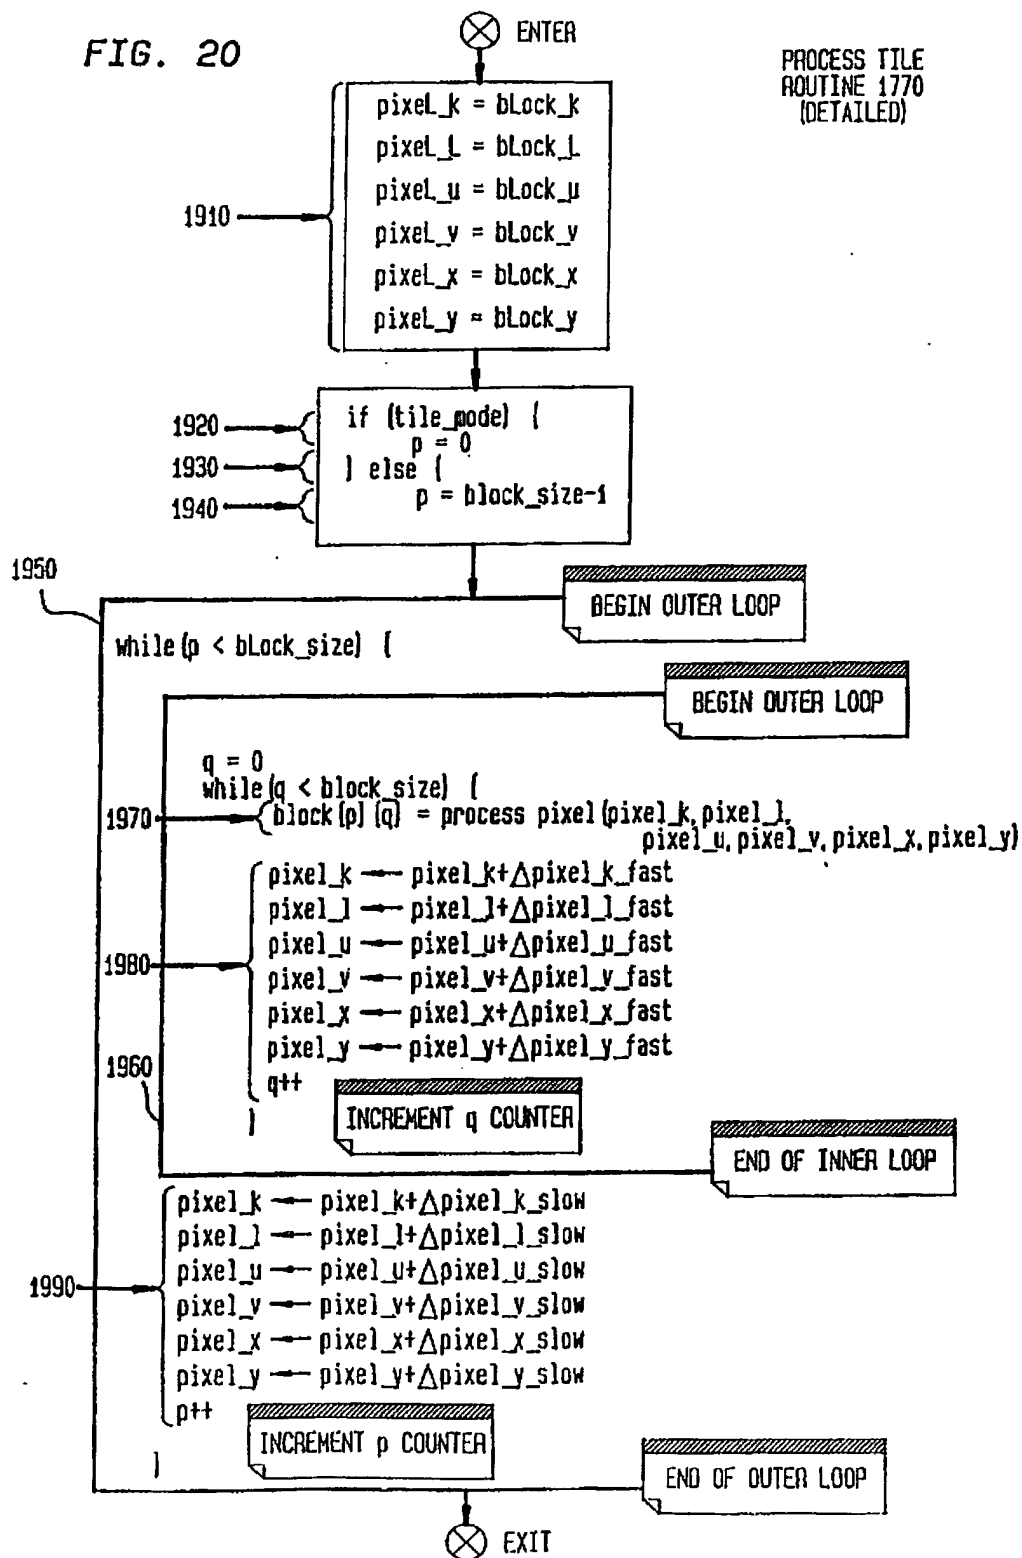 FIG. 20
ENTER
PROCESS TILE
ROUTINE 1770
(DETAILED)
pixeL_k = bLock_k
pixeL_L = bLock_L
pixeL_u = bLock_u
pixeL_v = bLock_v
pixeL_x = bLock_x
pixeL_y = bLock_y
1910
if (tile_mode) {
p = 0
} else {
p = block_size-1
1920
1930
1940
1950
BEGIN OUTER LOOP
while(p < bLock_size) {
BEGIN OUTER LOOP
q = 0
while(q < block_size) {
1970
block(p)(q) = process pixel(pixel_k, pixel_l,
pixel_u, pixel_v, pixel_x, pixel_y)
pixel_k ← pixel_k+Δpixel_k_fast
pixel_l ← pixel_l+Δpixel_l_fast
pixel_u ← pixel_u+Δpixel_u_fast
1980
pixel_v ← pixel_v+Δpixel_v_fast
pixel_x ← pixel_x+Δpixel_x_fast
pixel_y ← pixel_y+Δpixel_y_fast
1960
q++
INCREMENT q COUNTER
}
END OF INNER LOOP
pixel_k ← pixel_k+Δpixel_k_slow
pixel_l ← pixel_l+Δpixel_l_slow
pixel_u ← pixel_u+Δpixel_u_slow
1990
pixel_v ← pixel_v+Δpixel_v_slow
pixel_x ← pixel_x+Δpixel_x_slow
pixel_y ← pixel_y+Δpixel_y_slow
p++
INCREMENT p COUNTER
}
END OF OUTER LOOP
EXIT